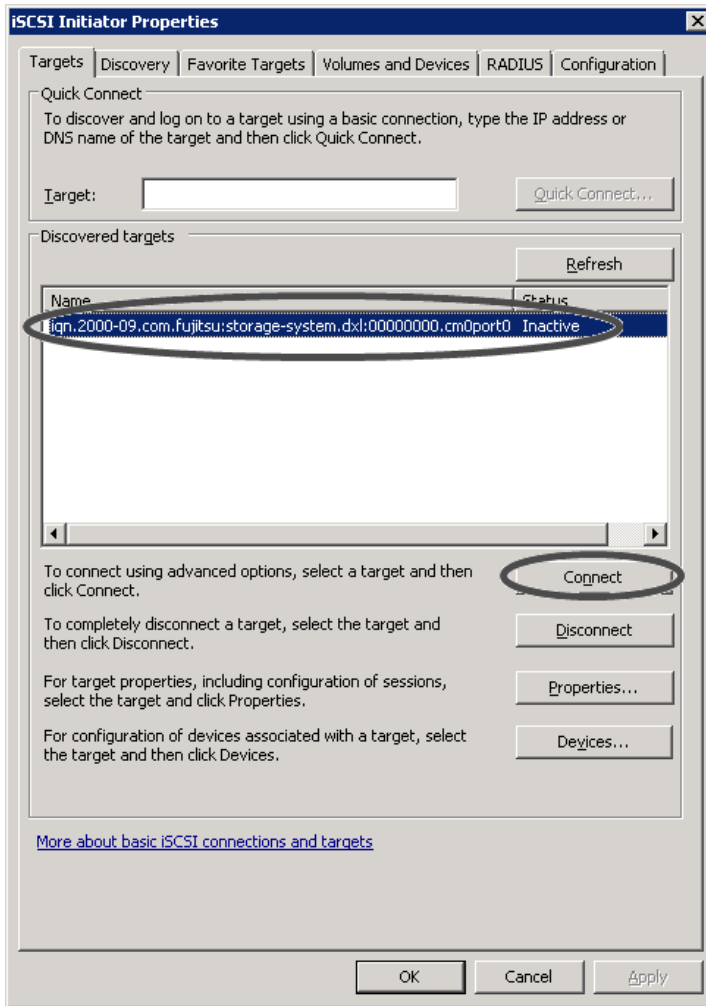 iSCSI Initiator Properties
Targets Discovery Favorite Targets Volumes and Devices RADIUS Configuration
Quick Connect
To discover and log on to a target using a basic connection, type the IP address or
DNS name of the target and then click Quick Connect.
Target:
Quick Connect...
Discovered targets
Refresh
Name Status
iqn.2000-09.com.fujitsu:storage-system.dxl:00000000.cm0port0 Inactive
To connect using advanced options, select a target and then
click Connect.
Connect
To completely disconnect a target, select the target and
then click Disconnect.
Disconnect
For target properties, including configuration of sessions,
select the target and click Properties.
Properties...
For configuration of devices associated with a target, select
the target and then click Devices.
Devices...
More about basic iSCSI connections and targets
OK Cancel Apply